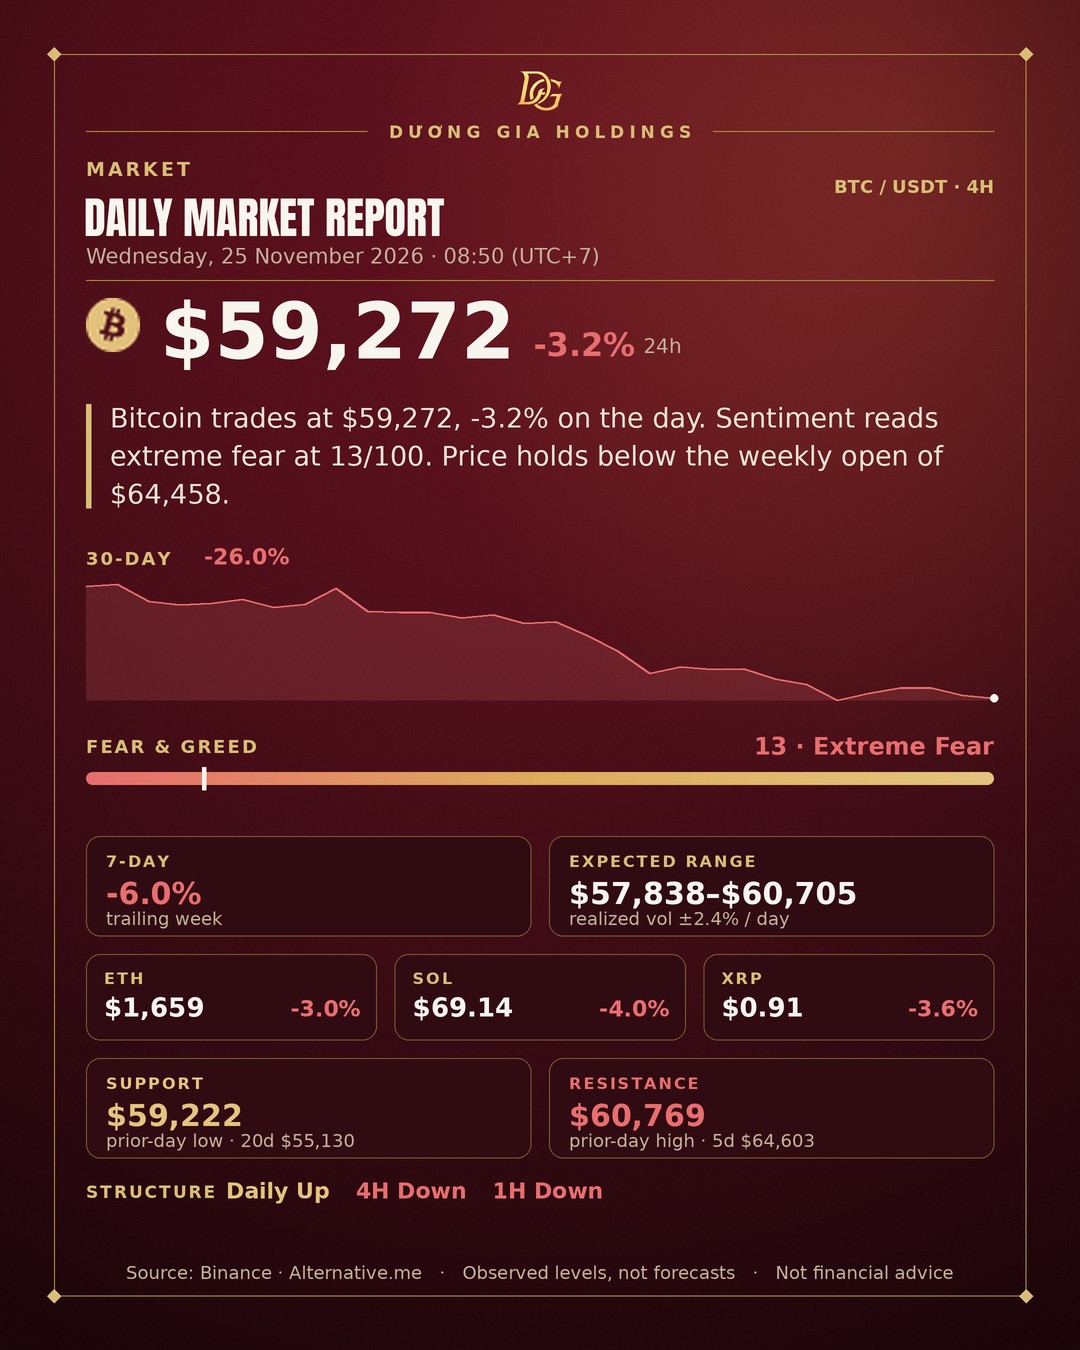 DG
DƯƠNG GIA HOLDINGS
MARKET
BTC / USDT · 4H
DAILY MARKET REPORT
Wednesday, 25 November 2026 · 08:50 (UTC+7)
$59,272 -3.2% 24h
Bitcoin trades at $59,272, -3.2% on the day. Sentiment reads
extreme fear at 13/100. Price holds below the weekly open of
$64,458.
30-DAY -26.0%
FEAR & GREED 13 · Extreme Fear
7-DAY
-6.0%
trailing week
EXPECTED RANGE
$57,838–$60,705
realized vol ±2.4% / day
ETH
$1,659 -3.0%
SOL
$69.14 -4.0%
XRP
$0.91 -3.6%
SUPPORT
$59,222
prior-day low · 20d $55,130
RESISTANCE
$60,769
prior-day high · 5d $64,603
STRUCTURE Daily Up 4H Down 1H Down
Source: Binance · Alternative.me · Observed levels, not forecasts · Not financial advice